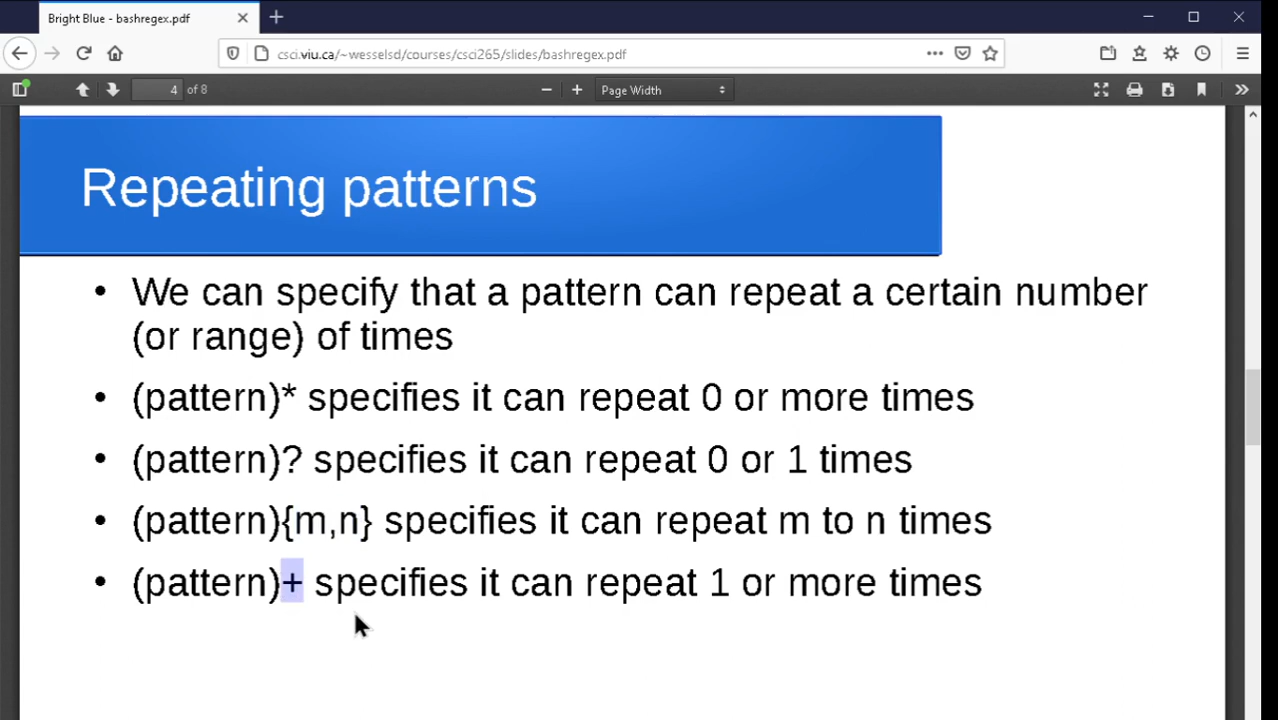 Bright Blue - bashregex.pdf
csci.viu.ca/~wesselsd/courses/csci265/slides/bashregex.pdf
4 of 8
Page Width
Repeating patterns
• We can specify that a pattern can repeat a certain number
(or range) of times
• (pattern)* specifies it can repeat 0 or more times
• (pattern)? specifies it can repeat 0 or 1 times
• (pattern){m,n} specifies it can repeat m to n times
• (pattern)+ specifies it can repeat 1 or more times